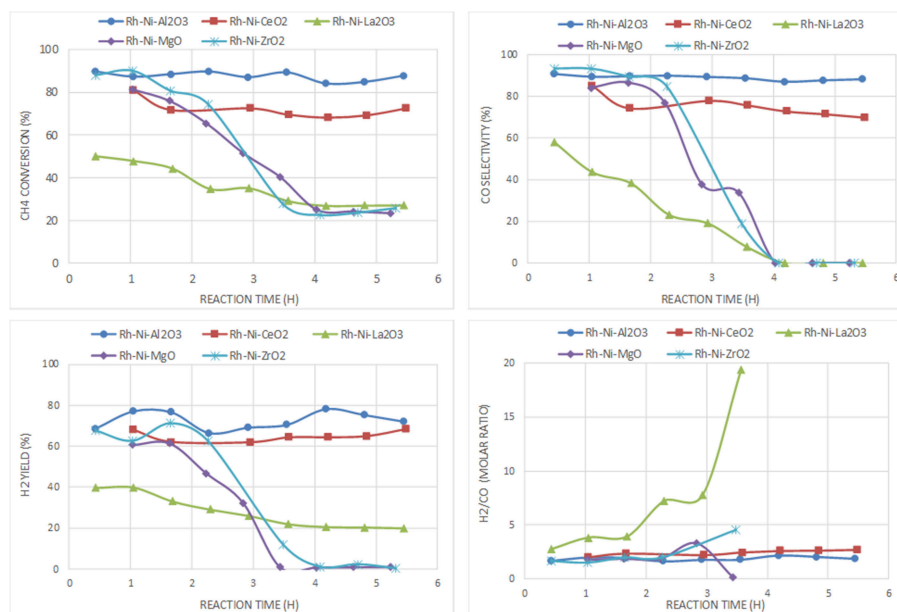 Rh-Ni-Al2O3 Rh-Ni-CeO2 Rh-Ni-La2O3
Rh-Ni-MgO Rh-Ni-ZrO2
100
80
60
40
20
0
CH4 CONVERSION (%)
0 1 2 3 4 5 6
REACTION TIME (H)
Rh-Ni-Al2O3 Rh-Ni-CeO2 Rh-Ni-La2O3
Rh-Ni-MgO Rh-Ni-ZrO2
100
80
60
40
20
0
CO SELECTIVITY (%)
0 1 2 3 4 5 6
REACTION TIME (H)
Rh-Ni-Al2O3 Rh-Ni-CeO2 Rh-Ni-La2O3
Rh-Ni-MgO Rh-Ni-ZrO2
100
80
60
40
20
0
H2 YIELD (%)
0 1 2 3 4 5 6
REACTION TIME (H)
Rh-Ni-Al2O3 Rh-Ni-CeO2 Rh-Ni-La2O3
Rh-Ni-MgO Rh-Ni-ZrO2
20
15
10
5
0
H2/CO (MOLAR RATIO)
0 1 2 3 4 5 6
REACTION TIME (H)